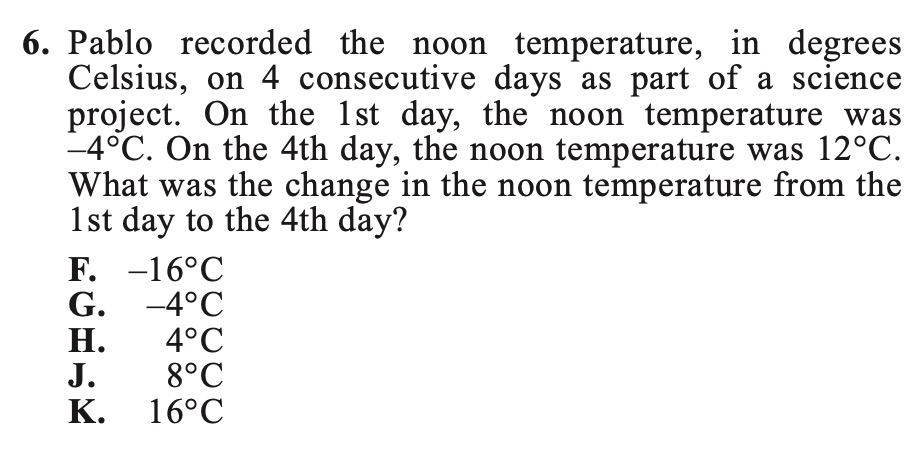 6. Pablo recorded the noon temperature, in degrees
Celsius, on 4 consecutive days as part of a science
project. On the 1st day, the noon temperature was
–4°C. On the 4th day, the noon temperature was 12°C.
What was the change in the noon temperature from the
1st day to the 4th day?
F. –16°C
G. –4°C
H. 4°C
J. 8°C
K. 16°C